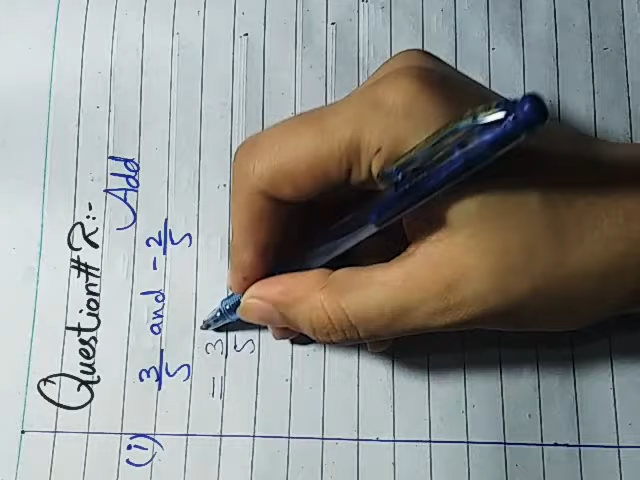 Question# 2:-
Add
(i) 3/5 and -2/5
= 3/5